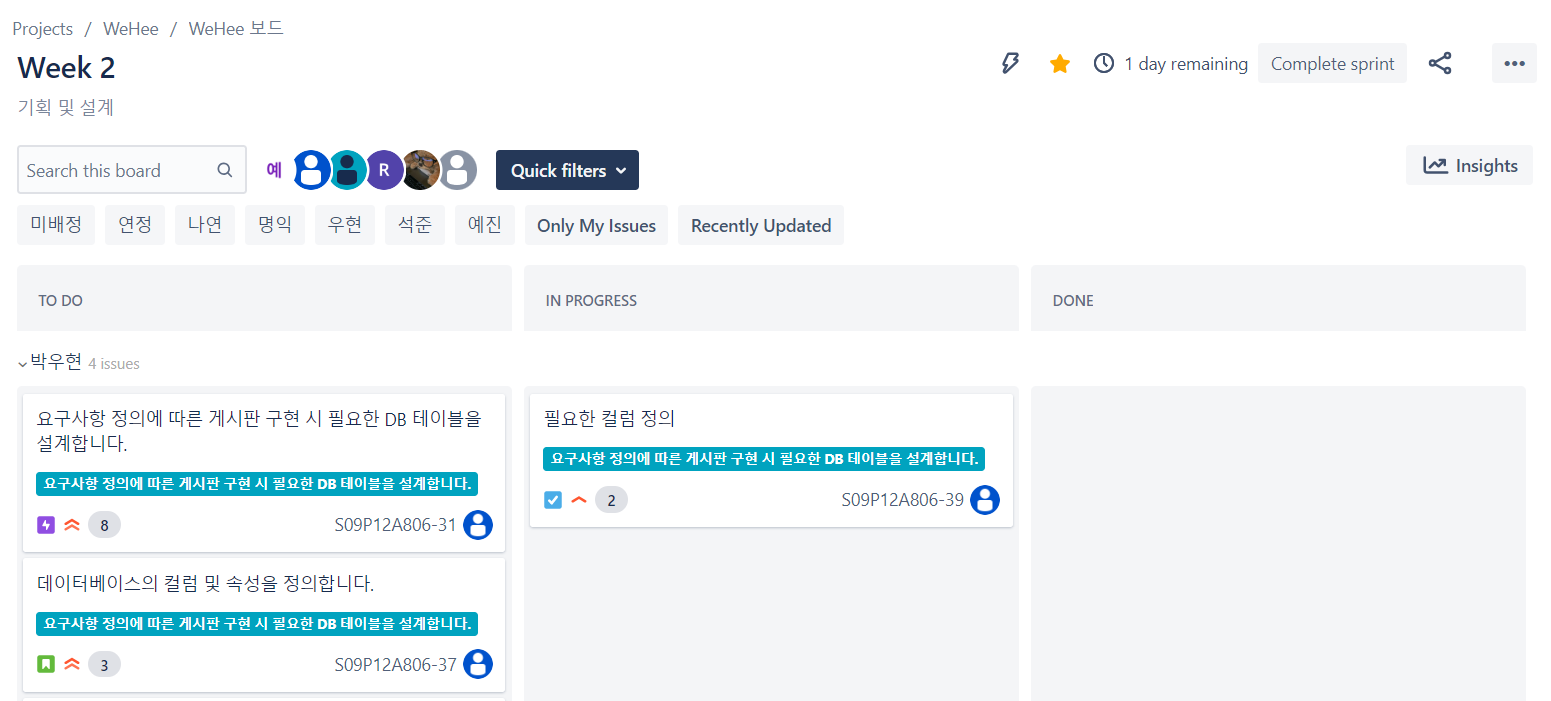 Projects / WeHee / WeHee 보드
Week 2
1 day remaining
Complete sprint
기획 및 설계
Search this board
예
R
Quick filters
Insights
미배정
연정
나연
명익
우현
석준
예진
Only My Issues
Recently Updated
TO DO
IN PROGRESS
DONE
박우현 4 issues
요구사항 정의에 따른 게시판 구현 시 필요한 DB 테이블을
설계합니다.
요구사항 정의에 따른 게시판 구현 시 필요한 DB 테이블을 설계합니다.
8
S09P12A806-31
데이터베이스의 컬럼 및 속성을 정의합니다.
요구사항 정의에 따른 게시판 구현 시 필요한 DB 테이블을 설계합니다.
3
S09P12A806-37
필요한 컬럼 정의
요구사항 정의에 따른 게시판 구현 시 필요한 DB 테이블을 설계합니다.
2
S09P12A806-39